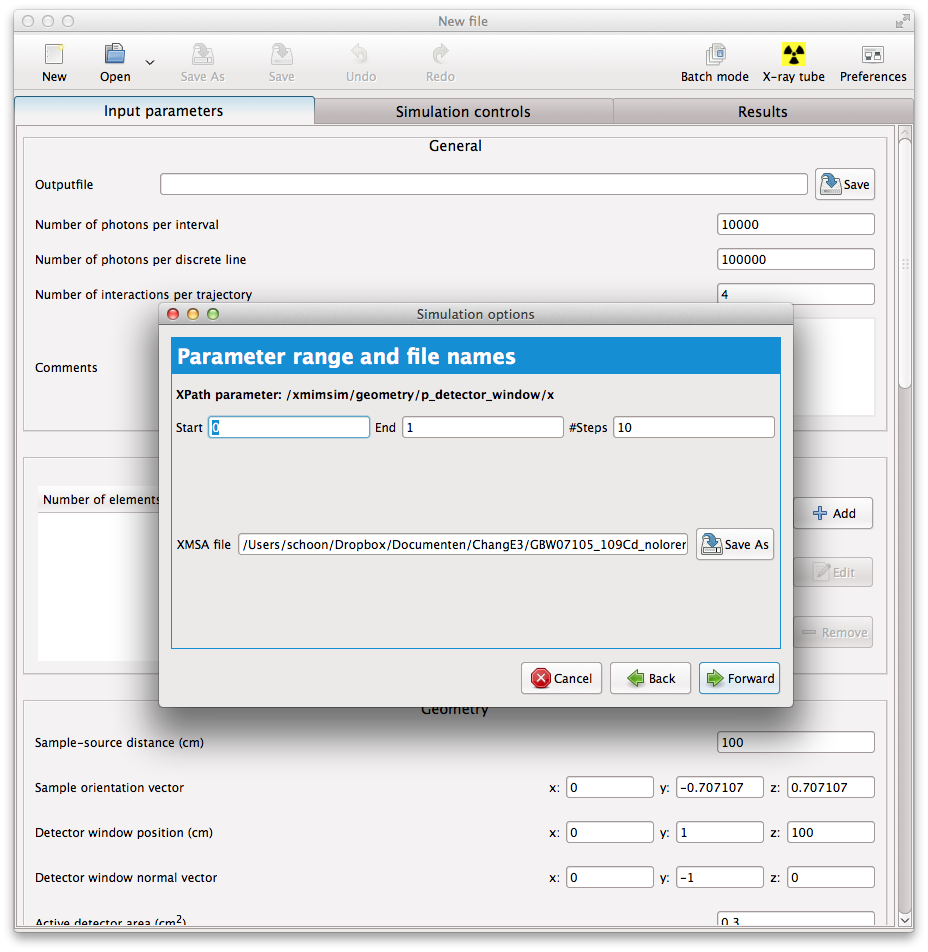 New file
New
Open
Save As
Save
Undo
Redo
Batch mode
X-ray tube
Preferences
Input parameters
Simulation controls
Results
General
Outputfile
Save
Number of photons per interval
10000
Number of photons per discrete line
100000
Number of interactions per trajectory
4
Comments
Simulation options
Parameter range and file names
XPath parameter: /xmimsim/geometry/p_detector_window/x
Start 0 End 1 #Steps 10
XMSA file /Users/schoon/Dropbox/Documenten/ChangE3/GBW07105_109Cd_nolorer Save As
Cancel Back Forward
Number of elements
Add
Edit
Remove
Geometry
Sample-source distance (cm)
100
Sample orientation vector
x: 0 y: -0.707107 z: 0.707107
Detector window position (cm)
x: 0 y: 1 z: 100
Detector window normal vector
x: 0 y: -1 z: 0
Active detector area (cm²)
0.3